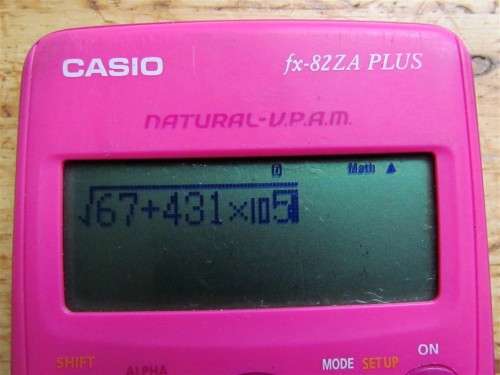 CASIO fx-82ZA PLUS
NATURAL-V.P.A.M.
D Math ▲
√67+431×105
SHIFT ALPHA MODE SETUP ON